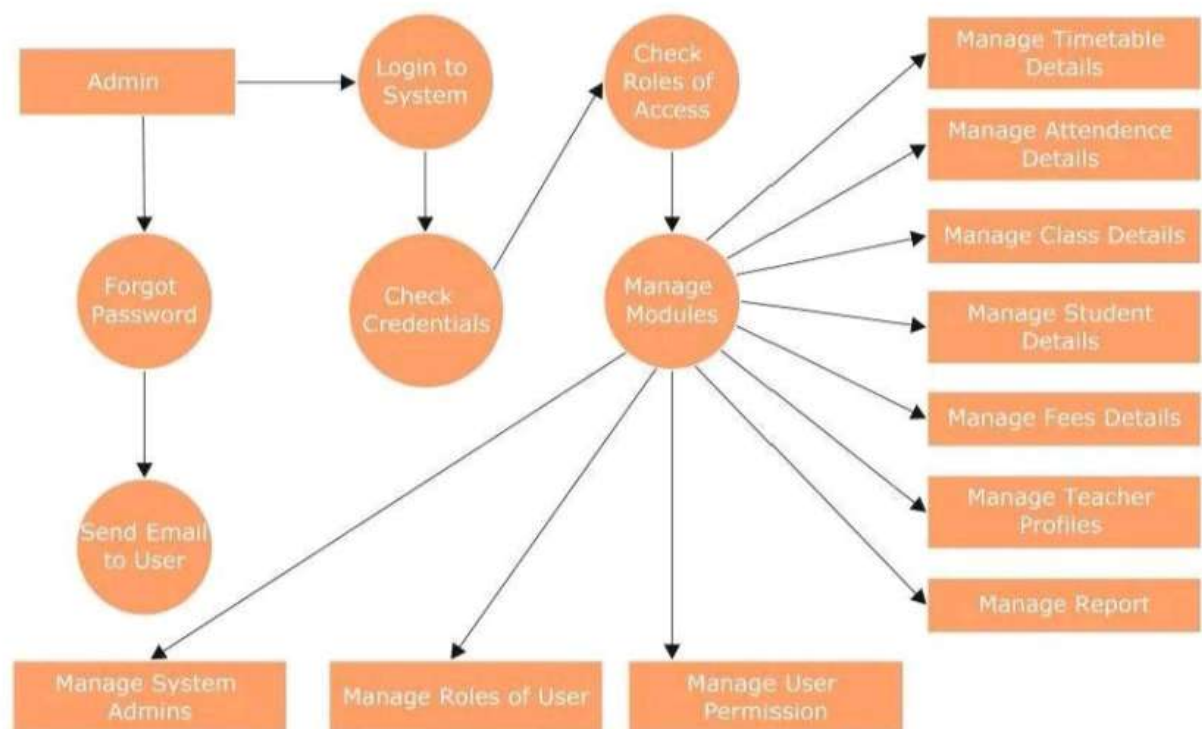 Admin
Login to
System
Check
Roles of
Access
Manage Timetable
Details
Manage Attendence
Details
Manage Class Details
Forgot
Password
Check
Credentials
Manage
Modules
Manage Student
Details
Manage Fees Details
Manage Teacher
Profiles
Send Email
to User
Manage Report
Manage System
Admins
Manage Roles of User
Manage User
Permission